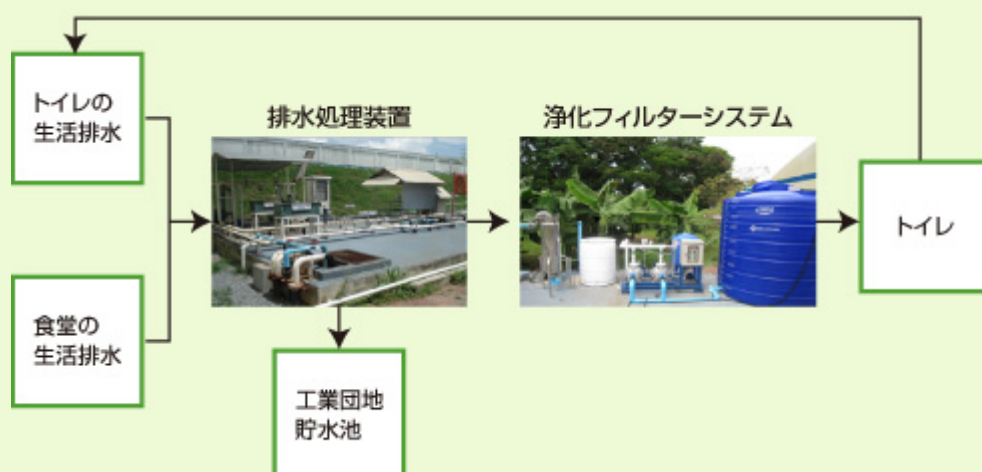 トイレの
生活排水
排水処理装置
浄化フィルターシステム
トイレ
食堂の
生活排水
工業団地
貯水池